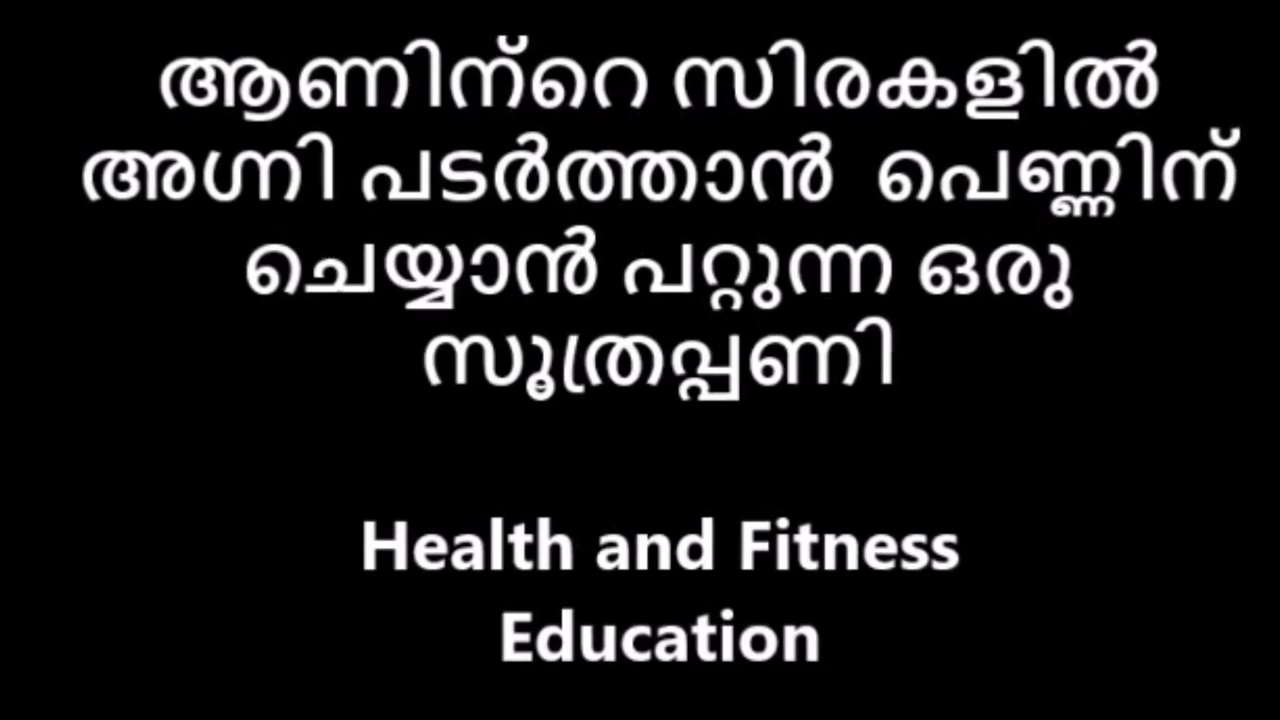 ആണിന്റെ സിരകളിൽ
അഗ്നി പടർത്താൻ പെണ്ണിന്
ചെയ്യാൻ പറ്റുന്ന ഒരു
സൂത്രപ്പണി
Health and Fitness
Education